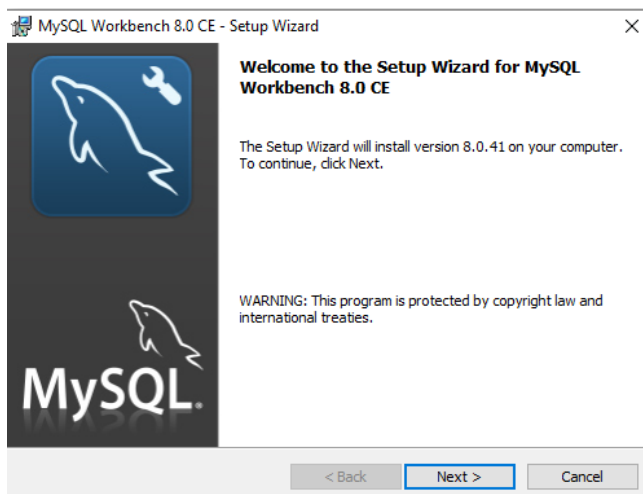 MySQL Workbench 8.0 CE - Setup Wizard
Welcome to the Setup Wizard for MySQL
Workbench 8.0 CE
The Setup Wizard will install version 8.0.41 on your computer.
To continue, click Next.
WARNING: This program is protected by copyright law and
international treaties.
MySQL®
< Back
Next >
Cancel